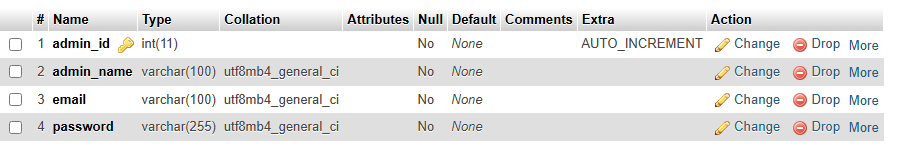 # Name Type Collation Attributes Null Default Comments Extra Action
1 admin_id int(11) No None AUTO_INCREMENT Change Drop More
2 admin_name varchar(100) utf8mb4_general_ci No None Change Drop More
3 email varchar(100) utf8mb4_general_ci No None Change Drop More
4 password varchar(255) utf8mb4_general_ci No None Change Drop More